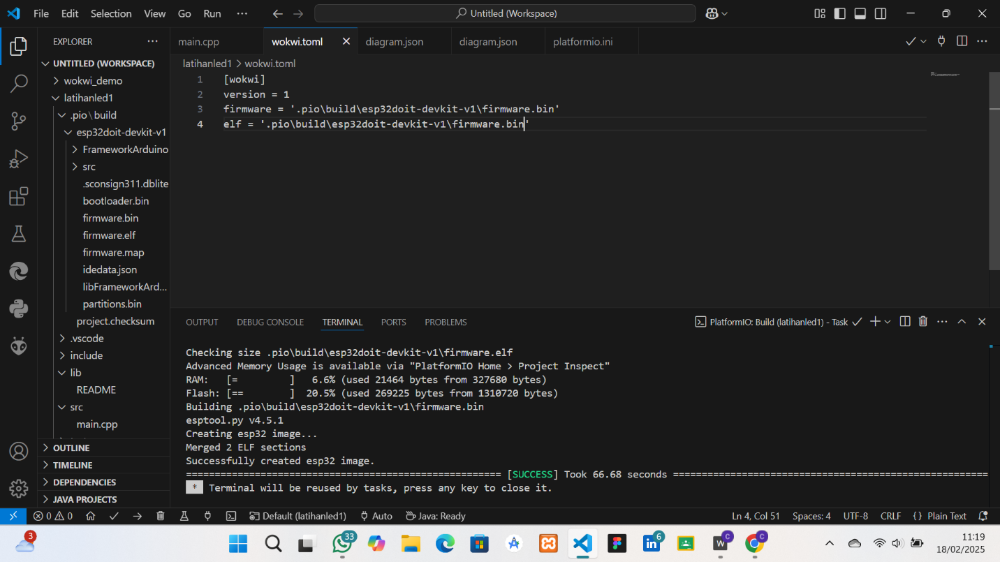 File Edit Selection View Go Run ··· Untitled (Workspace)
EXPLORER ···
main.cpp wokwi.toml diagram.json diagram.json platformio.ini
UNTITLED (WORKSPACE)
wokwi_demo
latihanled1
.pio\build
esp32doit-devkit-v1
FrameworkArduino
src
.sconsign311.dblite
bootloader.bin
firmware.bin
firmware.elf
firmware.map
idedata.json
libFrameworkArd...
partitions.bin
project.checksum
.vscode
include
lib
README
src
main.cpp
OUTLINE
TIMELINE
DEPENDENCIES
JAVA PROJECTS
latihanled1 > wokwi.toml
1 [wokwi]
2 version = 1
3 firmware = '.pio\build\esp32doit-devkit-v1\firmware.bin'
4 elf = '.pio\build\esp32doit-devkit-v1\firmware.bin'
OUTPUT DEBUG CONSOLE TERMINAL PORTS PROBLEMS PlatformIO: Build (latihanled1) - Task
Checking size .pio\build\esp32doit-devkit-v1\firmware.elf
Advanced Memory Usage is available via "PlatformIO Home > Project Inspect"
RAM:   [=         ]   6.6% (used 21464 bytes from 327680 bytes)
Flash: [==        ]  20.5% (used 269225 bytes from 1310720 bytes)
Building .pio\build\esp32doit-devkit-v1\firmware.bin
esptool.py v4.5.1
Creating esp32 image...
Merged 2 ELF sections
Successfully created esp32 image.
======================================================= [SUCCESS] Took 66.68 seconds =======================================================
* Terminal will be reused by tasks, press any key to close it.
0 0 Default (latihanled1) Auto Java: Ready Ln 4, Col 51 Spaces: 4 UTF-8 CRLF {} Plain Text
3 33 6 C C
11:19
18/02/2025